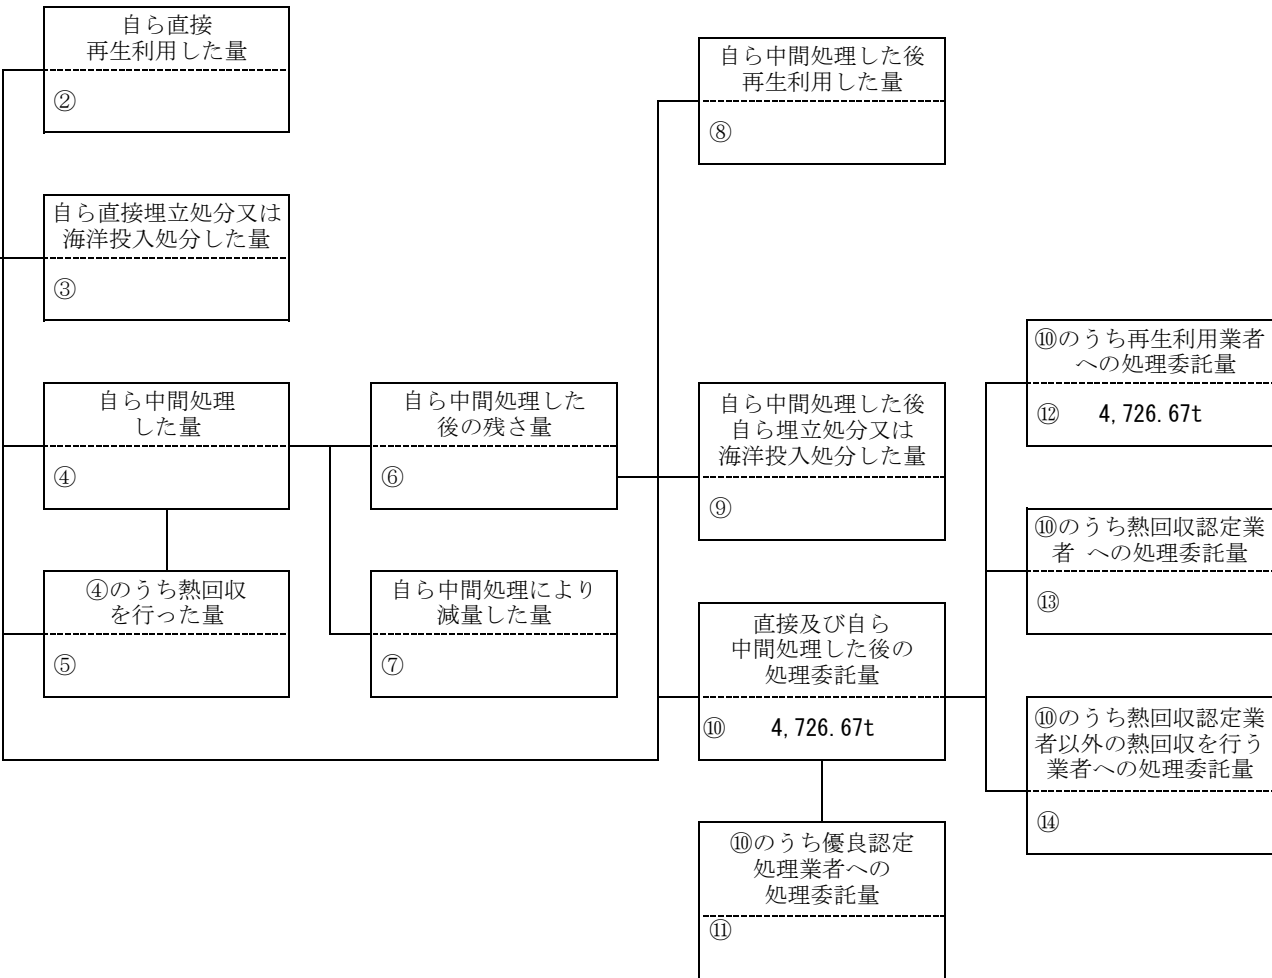 自ら直接
再生利用した量
②
自ら直接埋立処分又は
海洋投入処分した量
③
自ら中間処理
した量
④
④のうち熱回収
を行った量
⑤
自ら中間処理した
後の残さ量
⑥
自ら中間処理により
減量した量
⑦
自ら中間処理した後
再生利用した量
⑧
自ら中間処理した後
自ら埋立処分又は
海洋投入処分した量
⑨
直接及び自ら
中間処理した後の
処理委託量
⑩ 4,726.67t
⑩のうち優良認定
処理業者への
処理委託量
⑪
⑩のうち再生利用業者
への処理委託量
⑫ 4,726.67t
⑩のうち熱回収認定業
者 への処理委託量
⑬
⑩のうち熱回収認定業
者以外の熱回収を行う
業者への処理委託量
⑭